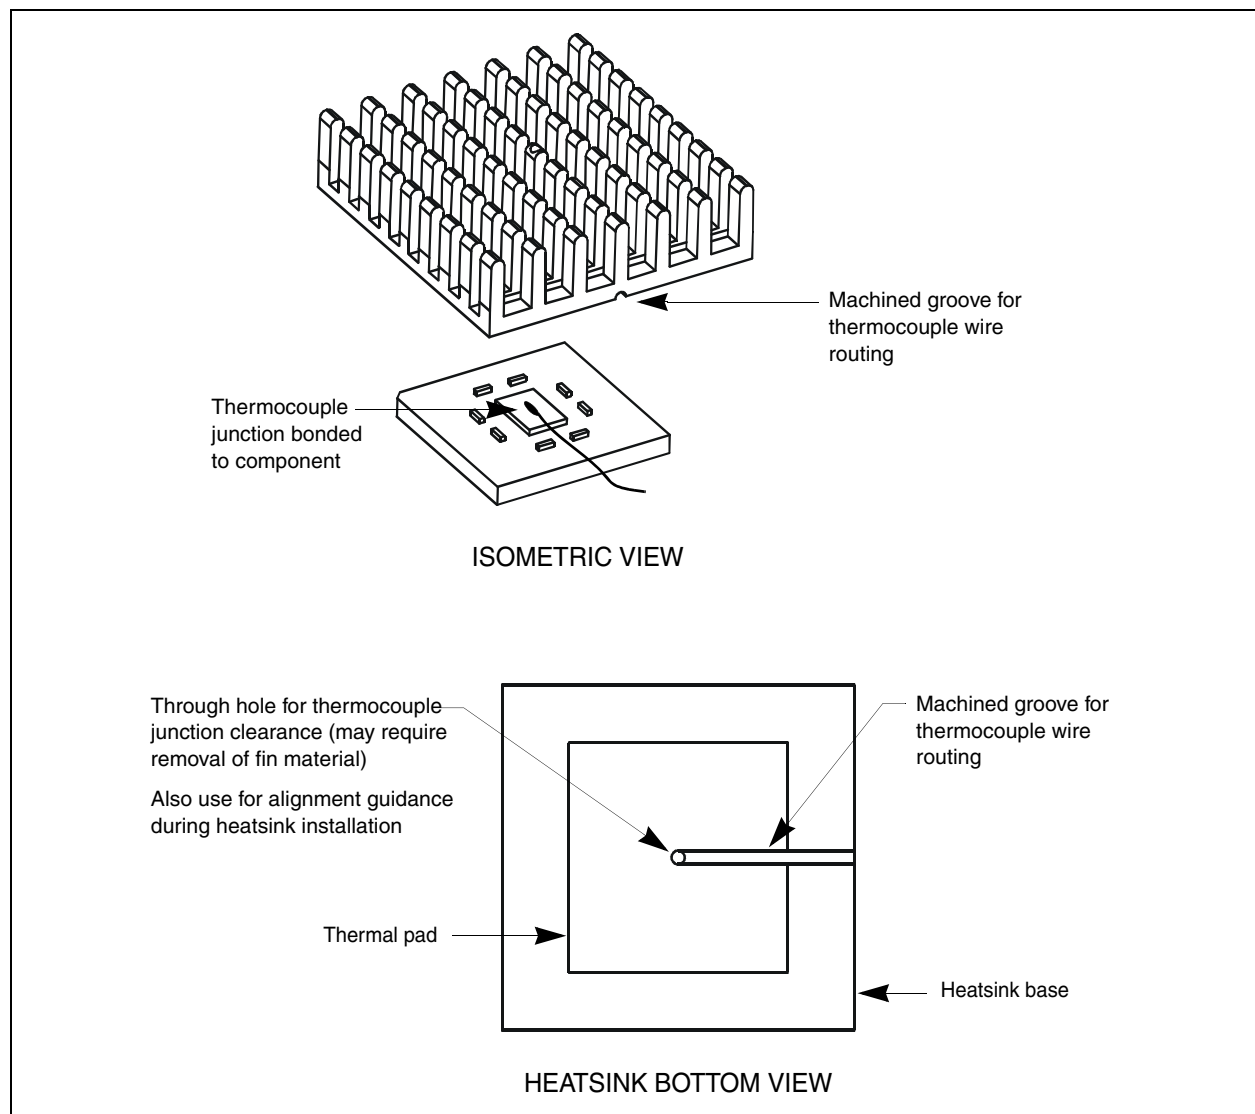 Machined groove for
thermocouple wire
routing
Thermocouple
junction bonded
to component
ISOMETRIC VIEW
Through hole for thermocouple
junction clearance (may require
removal of fin material)
Also use for alignment guidance
during heatsink installation
Machined groove for
thermocouple wire
routing
Thermal pad
Heatsink base
HEATSINK BOTTOM VIEW